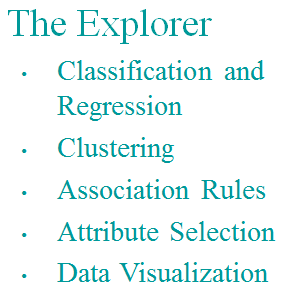 The Explorer
• Classification and
Regression
• Clustering
• Association Rules
• Attribute Selection
• Data Visualization